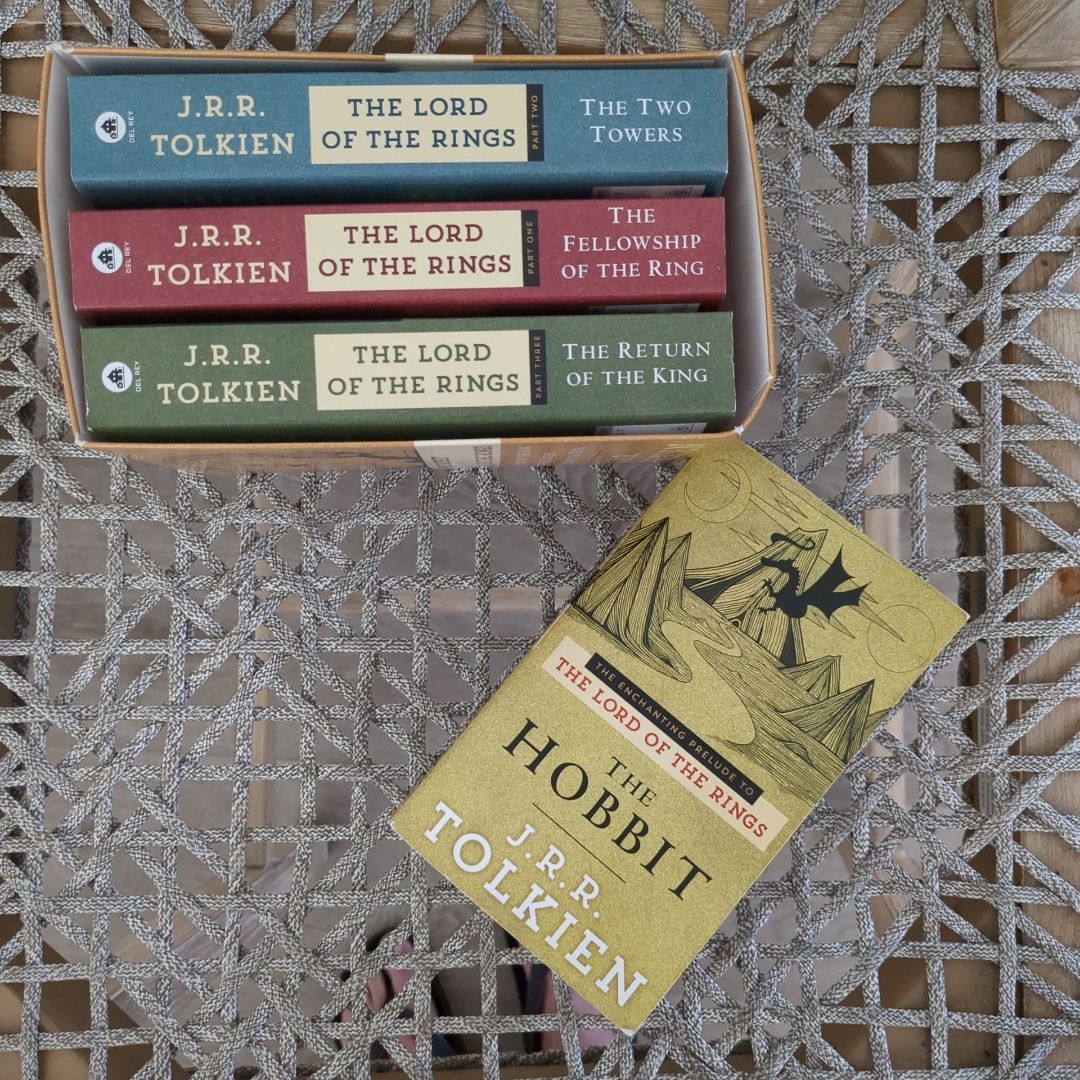 J.R.R.
TOLKIEN
DEL REY
THE LORD
OF THE RINGS
PART TWO
THE TWO
TOWERS
J.R.R.
TOLKIEN
DEL REY
THE LORD
OF THE RINGS
PART ONE
THE
FELLOWSHIP
OF THE RING
J.R.R.
TOLKIEN
DEL REY
THE LORD
OF THE RINGS
PART THREE
THE RETURN
OF THE KING
THE ENCHANTING PRELUDE TO
THE LORD OF THE RINGS
THE
HOBBIT
J.R.R.
TOLKIEN